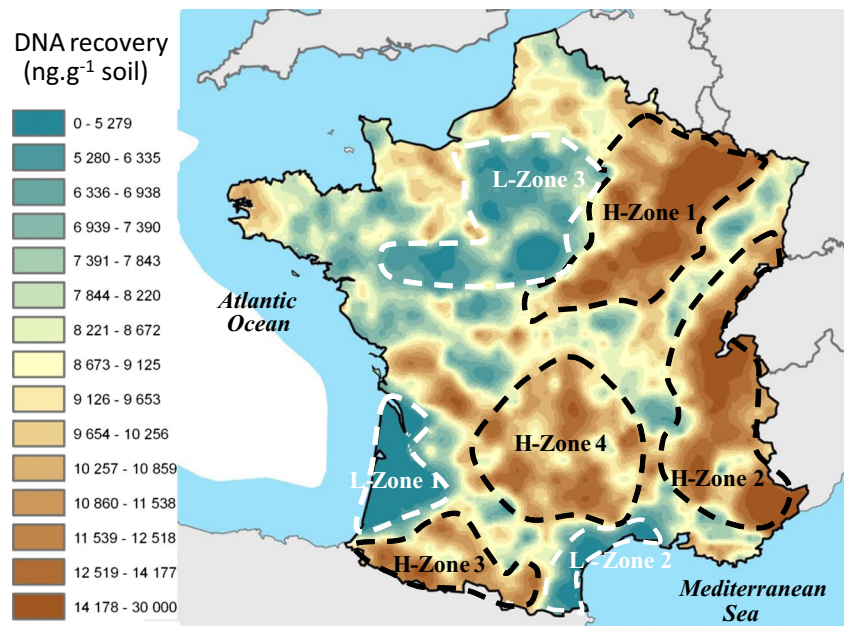 DNA recovery
(ng.g-1 soil)
0 - 5 279
5 280 - 6 335
6 336 - 6 938
6 939 - 7 390
7 391 - 7 843
7 844 - 8 220
8 221 - 8 672
8 673 - 9 125
9 126 - 9 653
9 654 - 10 256
10 257 - 10 859
10 860 - 11 538
11 539 - 12 518
12 519 - 14 177
14 178 - 30 000
L-Zone 3
H-Zone 1
Atlantic
Ocean
H-Zone 4
L-Zone 1
H-Zone 2
H-Zone 3
L - Zone 2
Mediterranean
Sea